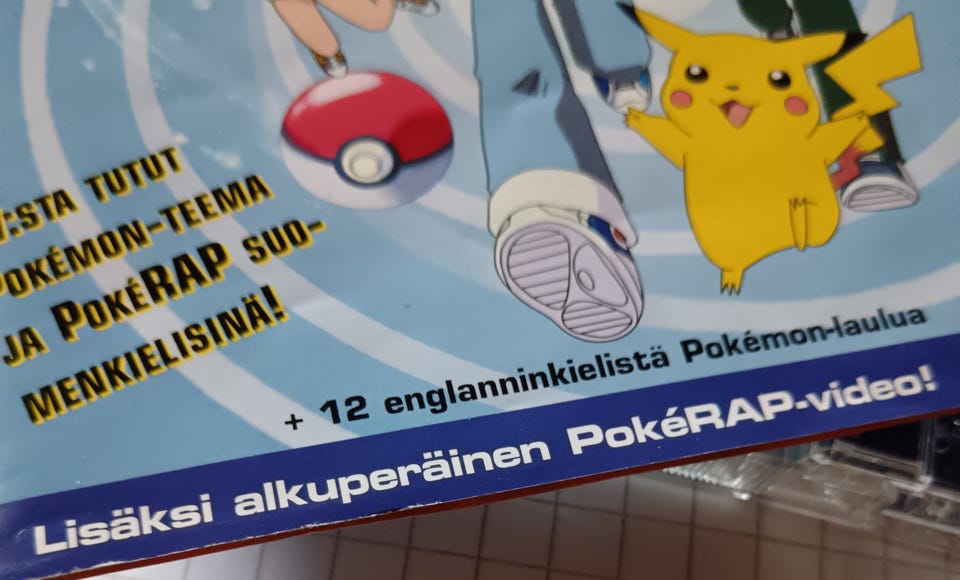 TUTUT
POKÉMON-TEEMA
JA POKÉRAP SUO-
MENKIELISINÄ!
+ 12 englanninkielistä Pokémon-laulua
Lisäksi alkuperäinen PokéRAP-video!